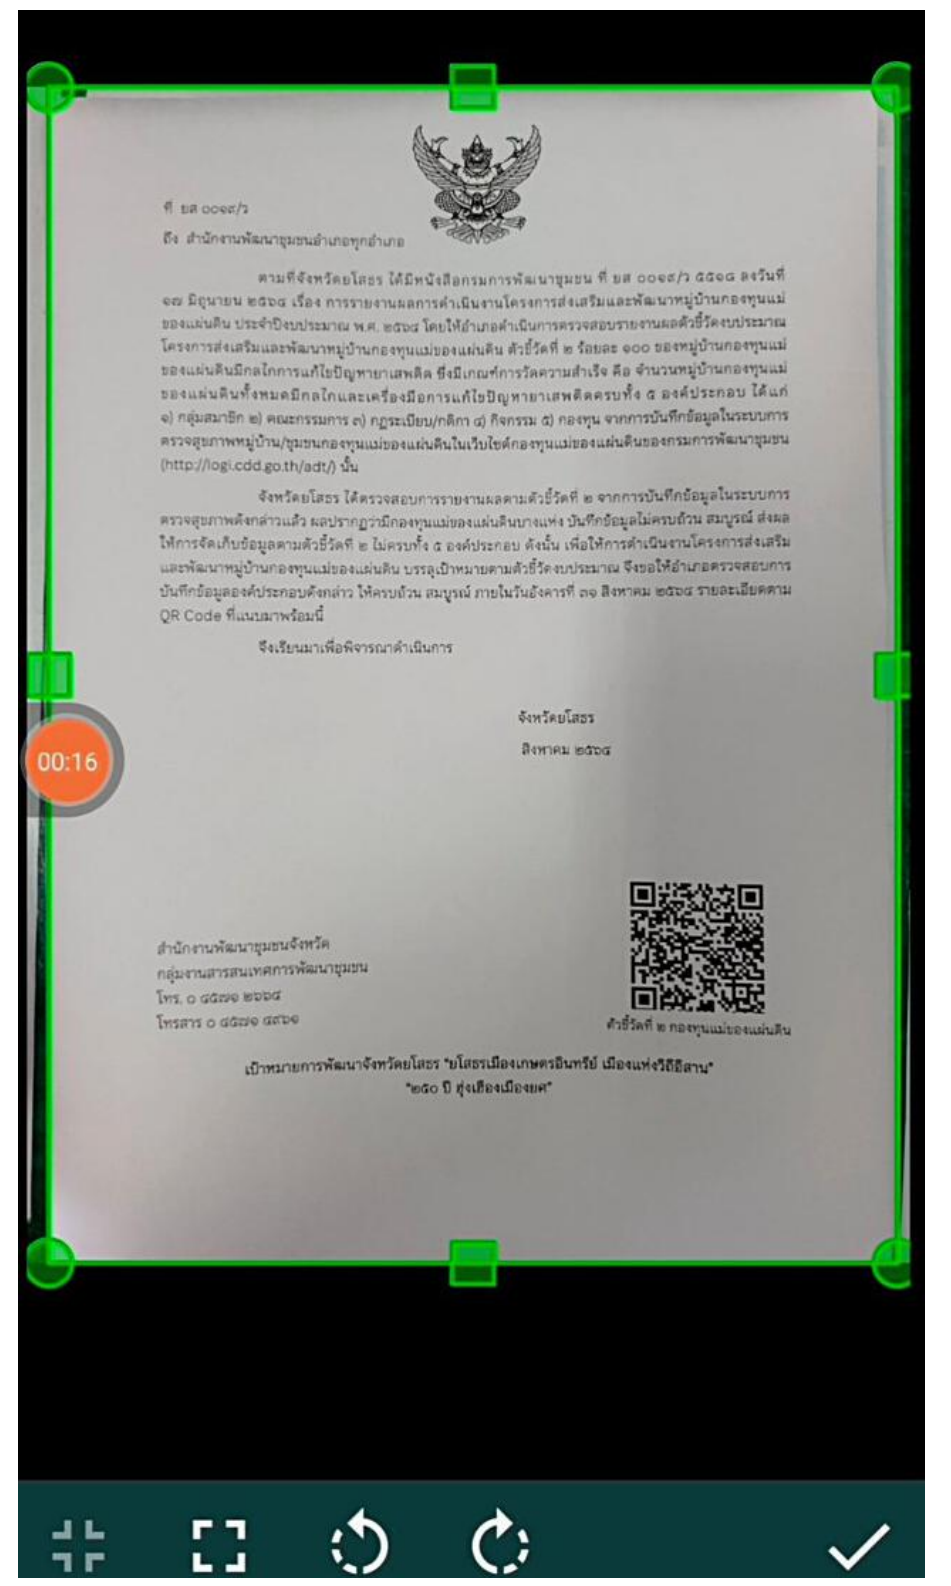 ที่ ยส ๐๐๑๙/ว
ถึง สำนักงานพัฒนาชุมชนอำเภอทุกอำเภอ
ตามที่จังหวัดยโสธร ได้มีหนังสือกรมการพัฒนาชุมชน ที่ ยส ๐๐๑๙/ว ๕๕๑๔ ลงวันที่
๑๗ มิถุนายน ๒๕๖๔ เรื่อง การรายงานผลการดำเนินงานโครงการส่งเสริมและพัฒนาหมู่บ้านกองทุนแม่
ของแผ่นดิน ประจำปีงบประมาณ พ.ศ. ๒๕๖๔ โดยให้อำเภอดำเนินการตรวจสอบรายงานผลตัวชี้วัดงบประมาณ
โครงการส่งเสริมและพัฒนาหมู่บ้านกองทุนแม่ของแผ่นดิน ตัวชี้วัดที่ ๒ ร้อยละ ๑๐๐ ของหมู่บ้านกองทุนแม่
ของแผ่นดินมีกลไกการแก้ไขปัญหายาเสพติด ซึ่งมีเกณฑ์การวัดความสำเร็จ คือ จำนวนหมู่บ้านกองทุนแม่
ของแผ่นดินทั้งหมดมีกลไกและเครื่องมือการแก้ไขปัญหายาเสพติดครบทั้ง ๕ องค์ประกอบ ได้แก่
๑) กลุ่มสมาชิก ๒) คณะกรรมการ ๓) กฎระเบียบ/กติกา ๔) กิจกรรม ๕) กองทุน จากการบันทึกข้อมูลในระบบการ
ตรวจสุขภาพหมู่บ้าน/ชุมชนกองทุนแม่ของแผ่นดินในเว็บไซต์กองทุนแม่ของแผ่นดินของกรมการพัฒนาชุมชน
(http://logi.cdd.go.th/adt/) นั้น
จังหวัดยโสธร ได้ตรวจสอบการรายงานผลตามตัวชี้วัดที่ ๒ จากการบันทึกข้อมูลในระบบการ
ตรวจสุขภาพดังกล่าวแล้ว ผลปรากฏว่ามีกองทุนแม่ของแผ่นดินบางแห่ง บันทึกข้อมูลไม่ครบถ้วน สมบูรณ์ ส่งผล
ให้การจัดเก็บข้อมูลตามตัวชี้วัดที่ ๒ ไม่ครบทั้ง ๕ องค์ประกอบ ดังนั้น เพื่อให้การดำเนินงานโครงการส่งเสริม
และพัฒนาหมู่บ้านกองทุนแม่ของแผ่นดิน บรรลุเป้าหมายตามตัวชี้วัดงบประมาณ จึงขอให้อำเภอตรวจสอบการ
บันทึกข้อมูลองค์ประกอบดังกล่าว ให้ครบถ้วน สมบูรณ์ ภายในวันอังคารที่ ๓๑ สิงหาคม ๒๕๖๔ รายละเอียดตาม
QR Code ที่แนบมาพร้อมนี้
จึงเรียนมาเพื่อพิจารณาดำเนินการ
จังหวัดยโสธร
สิงหาคม ๒๕๖๔
00:16
สำนักงานพัฒนาชุมชนจังหวัด
กลุ่มงานสารสนเทศการพัฒนาชุมชน
โทร. ๐ ๔๕๗๑ ๒๖๖๔
โทรสาร ๐ ๔๕๗๑ ๔๙๖๑
ตัวชี้วัดที่ ๒ กองทุนแม่ของแผ่นดิน
เป้าหมายการพัฒนาจังหวัดยโสธร "ยโสธรเมืองเกษตรอินทรีย์ เมืองแห่งวิถีอีสาน"
"๒๕๐ ปี ฮุ่งเฮืองเมืองยศ"